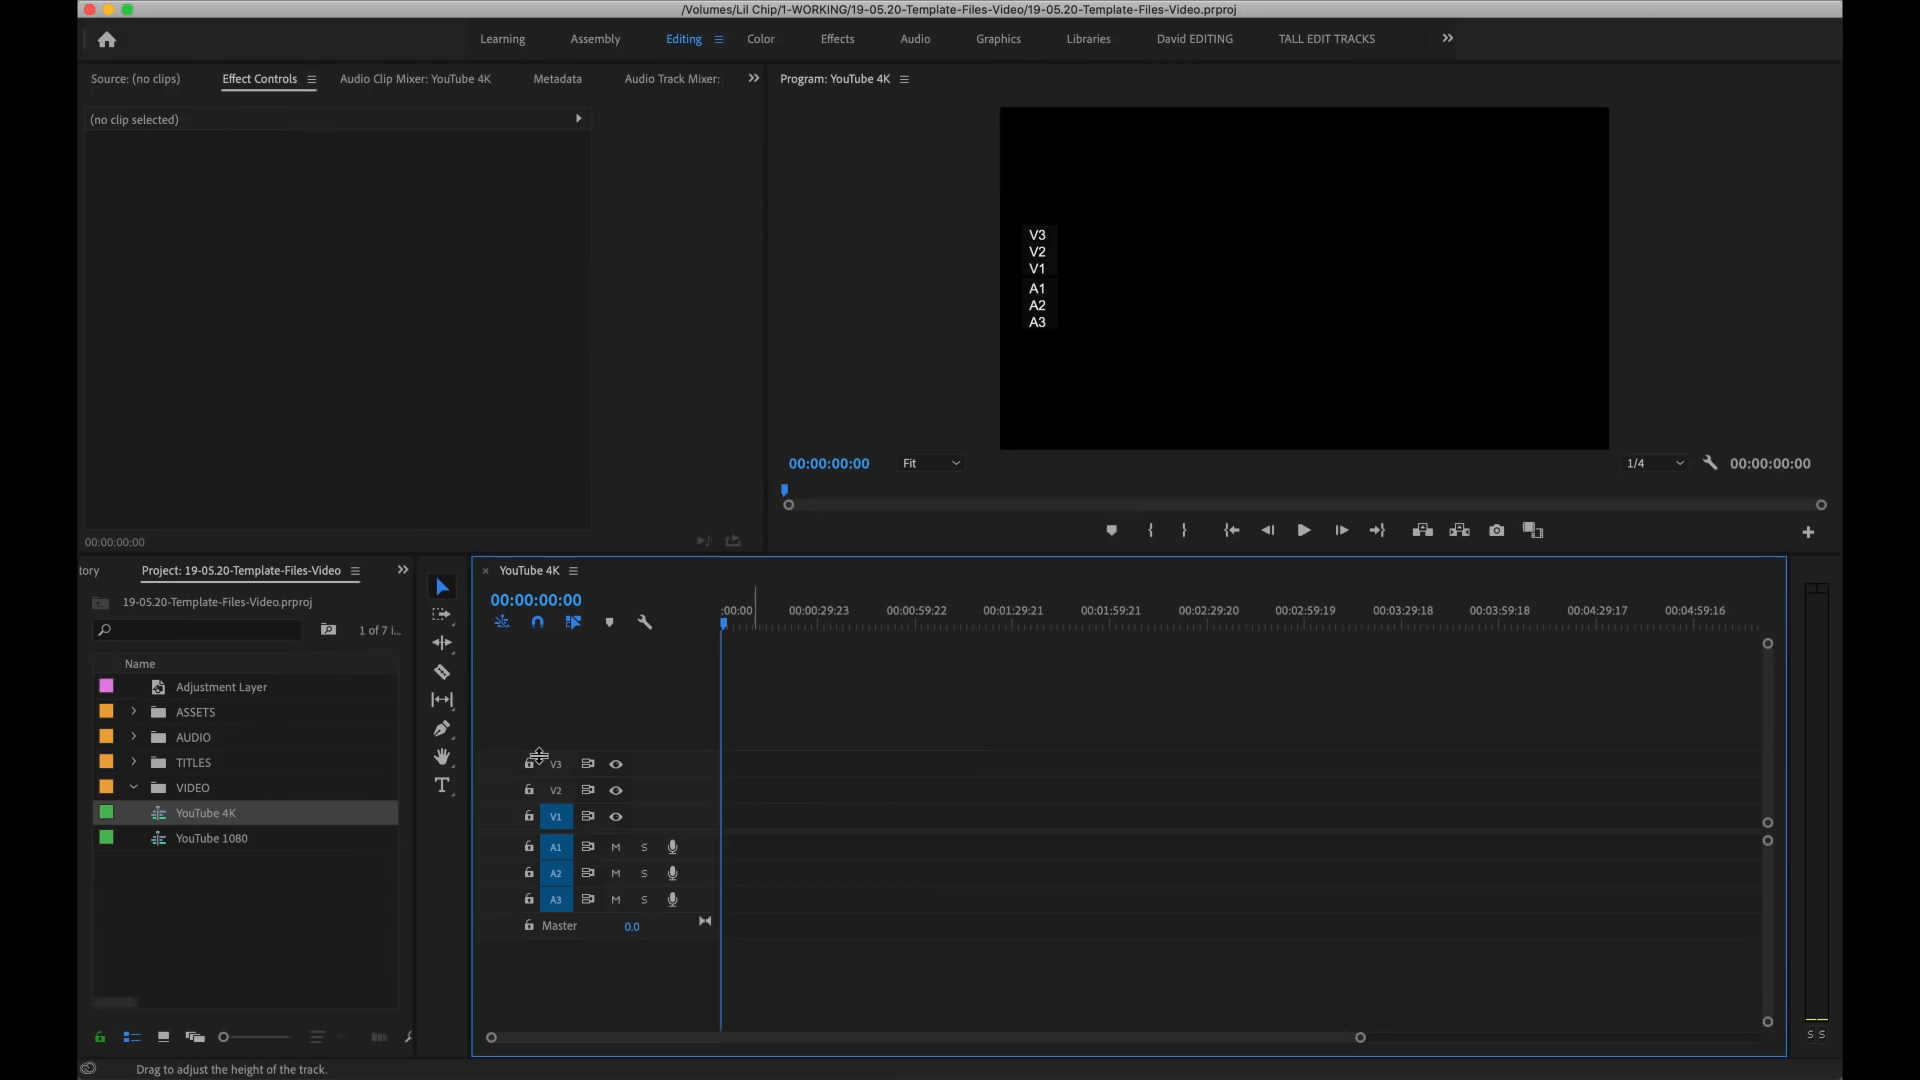 /Volumes/Lil Chip/1-WORKING/19-05.20-Template-Files-Video/19-05.20-Template-Files-Video.prproj
Learning Assembly Editing Color Effects Audio Graphics Libraries David EDITING TALL EDIT TRACKS
Source: (no clips) Effect Controls Audio Clip Mixer: YouTube 4K Metadata Audio Track Mixer:
(no clip selected)
00:00:00:00
Program: YouTube 4K
V3
V2
V1
A1
A2
A3
00:00:00:00 Fit 1/4 00:00:00:00
tory Project: 19-05.20-Template-Files-Video
19-05.20-Template-Files-Video.prproj
1 of 7 i...
Name
Adjustment Layer
ASSETS
AUDIO
TITLES
VIDEO
YouTube 4K
YouTube 1080
YouTube 4K
00:00:00:00
:00:00 00:00:29:23 00:00:59:22 00:01:29:21 00:01:59:21 00:02:29:20 00:02:59:19 00:03:29:18 00:03:59:18 00:04:29:17 00:04:59:16
V3
V2
V1
A1 M S
A2 M S
A3 M S
Master 0.0
S S
Drag to adjust the height of the track.